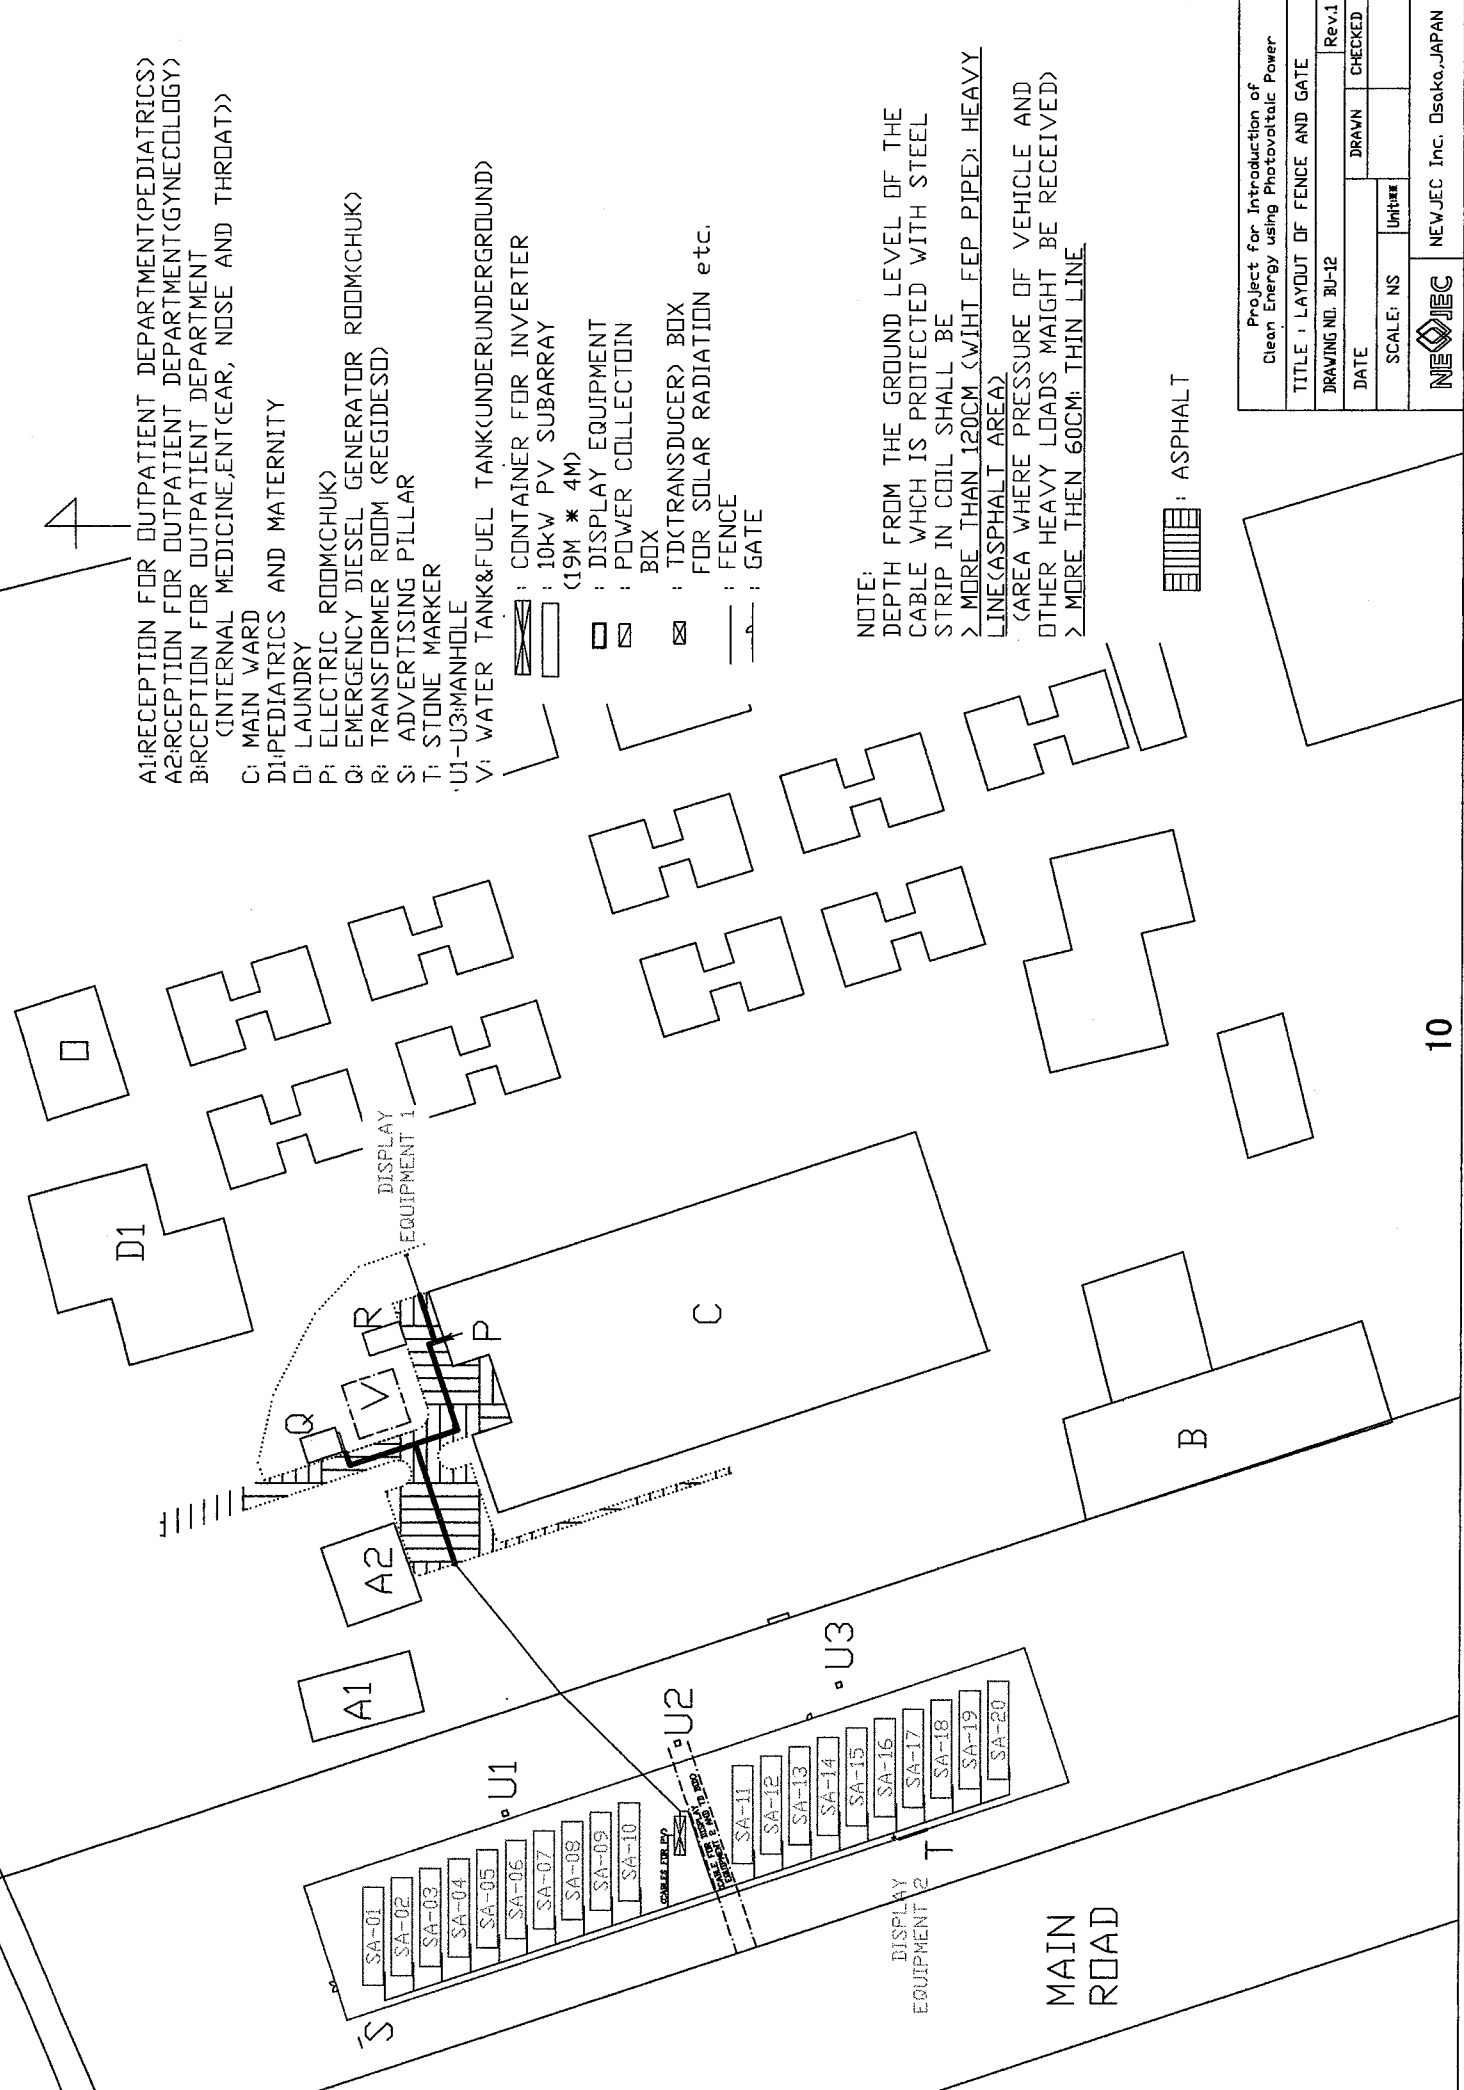 A1:RECEPTION FOR OUTPATIENT DEPARTMENT(PEDIATRICS)
A2:RCEPTION FOR OUTPATIENT DEPARTMENT(GYNECOLOGY)
B:RCEPTION FOR OUTPATIENT DEPARTMENT
(INTERNAL MEDICINE,ENT(EAR, NOSE AND THROAT))
C: MAIN WARD
D1:PEDIATRICS AND MATERNITY
O: LAUNDRY
P: ELECTRIC ROOM(CHUK)
Q: EMERGENCY DIESEL GENERATOR ROOM(CHUK)
R: TRANSFORMER ROOM (REGIDESO)
S: ADVERTISING PILLAR
T: STONE MARKER
U1-U3:MANHOLE
V: WATER TANK&FUEL TANK(UNDERUNDERGROUND)
: CONTAINER FOR INVERTER
: 10kW PV SUBARRAY
(19M * 4M)
: DISPLAY EQUIPMENT
: POWER COLLECTOIN
BOX
: TD(TRANSDUCER) BOX
FOR SOLAR RADIATION etc.
: FENCE
: GATE
NOTE:
DEPTH FROM THE GROUND LEVEL OF THE
CABLE WHCH IS PROTECTED WITH STEEL
STRIP IN COIL SHALL BE
> MORE THAN 120CM (WIHT FEP PIPE): HEAVY
LINE(ASPHALT AREA)
(AREA WHERE PRESSURE OF VEHICLE AND
OTHER HEAVY LOADS MAIGHT BE RECEIVED)
> MORE THEN 60CM: THIN LINE
: ASPHALT
O
D1
DISPLAY
EQUIPMENT 1
R
P
Q
V
C
B
A2
A1
U1
U2
U3
SA-01
SA-02
SA-03
SA-04
SA-05
SA-06
SA-07
SA-08
SA-09
SA-10
(CABLES FOR PV)
(CABLE FOR DISPLAY
EQUIPMENT 2 AND TD BOX)
SA-11
SA-12
SA-13
SA-14
SA-15
SA-16
SA-17
SA-18
SA-19
SA-20
S
T
DISPLAY
EQUIPMENT 2
MAIN
ROAD
10
Project for Introduction of
Clean Energy using Photovoltaic Power
TITLE : LAYOUT OF FENCE AND GATE
DRAWING NO. BU-12
Rev.1
DATE
DRAWN
CHECKED
SCALE: NS
NEWJEC
NEWJEC Inc. Osaka,JAPAN